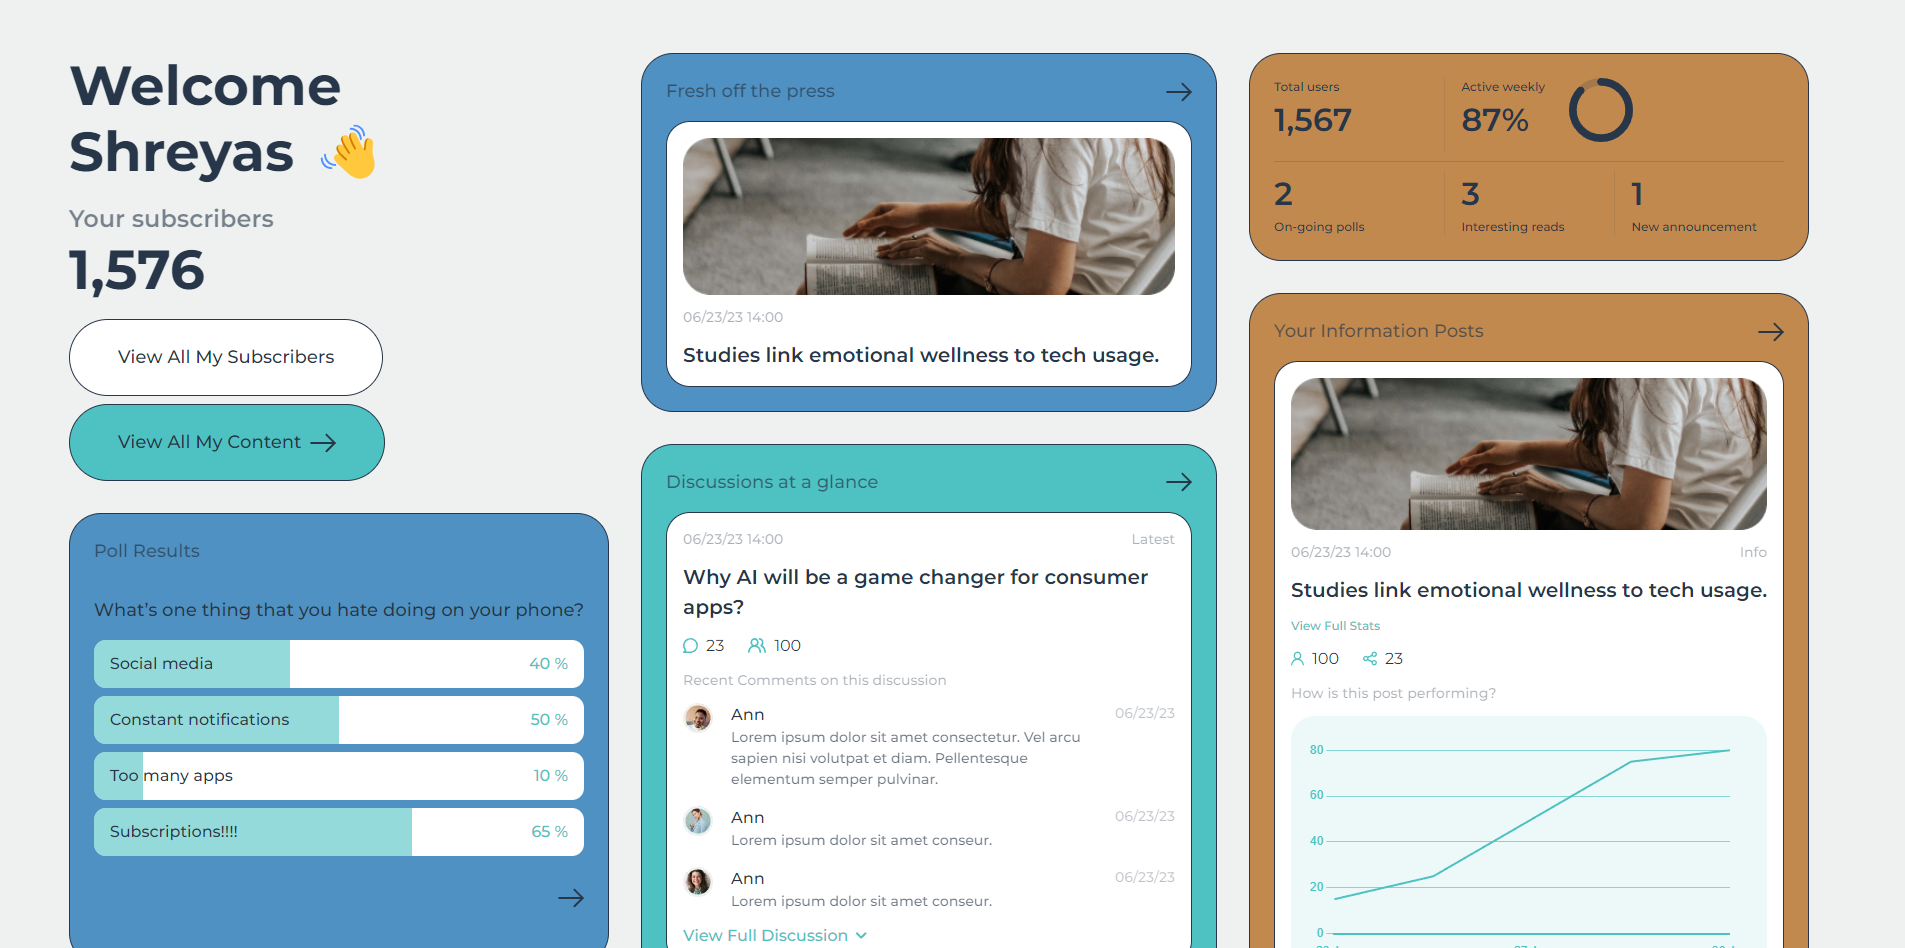 Welcome
Shreyas
Your subscribers
1,576
View All My Subscribers
View All My Content
Poll Results
What's one thing that you hate doing on your phone?
Social media 40 %
Constant notifications 50 %
Too many apps 10 %
Subscriptions!!!! 65 %
Fresh off the press
06/23/23 14:00
Studies link emotional wellness to tech usage.
Discussions at a glance
06/23/23 14:00 Latest
Why AI will be a game changer for consumer
apps?
23 100
Recent Comments on this discussion
Ann 06/23/23
Lorem ipsum dolor sit amet consectetur. Vel arcu
sapien nisi volutpat et diam. Pellentesque
elementum semper pulvinar.
Ann 06/23/23
Lorem ipsum dolor sit amet conseur.
Ann 06/23/23
Lorem ipsum dolor sit amet conseur.
View Full Discussion
Total users
1,567
Active weekly
87%
2
On-going polls
3
Interesting reads
1
New announcement
Your Information Posts
06/23/23 14:00 Info
Studies link emotional wellness to tech usage.
View Full Stats
100 23
How is this post performing?
80
60
40
20
0